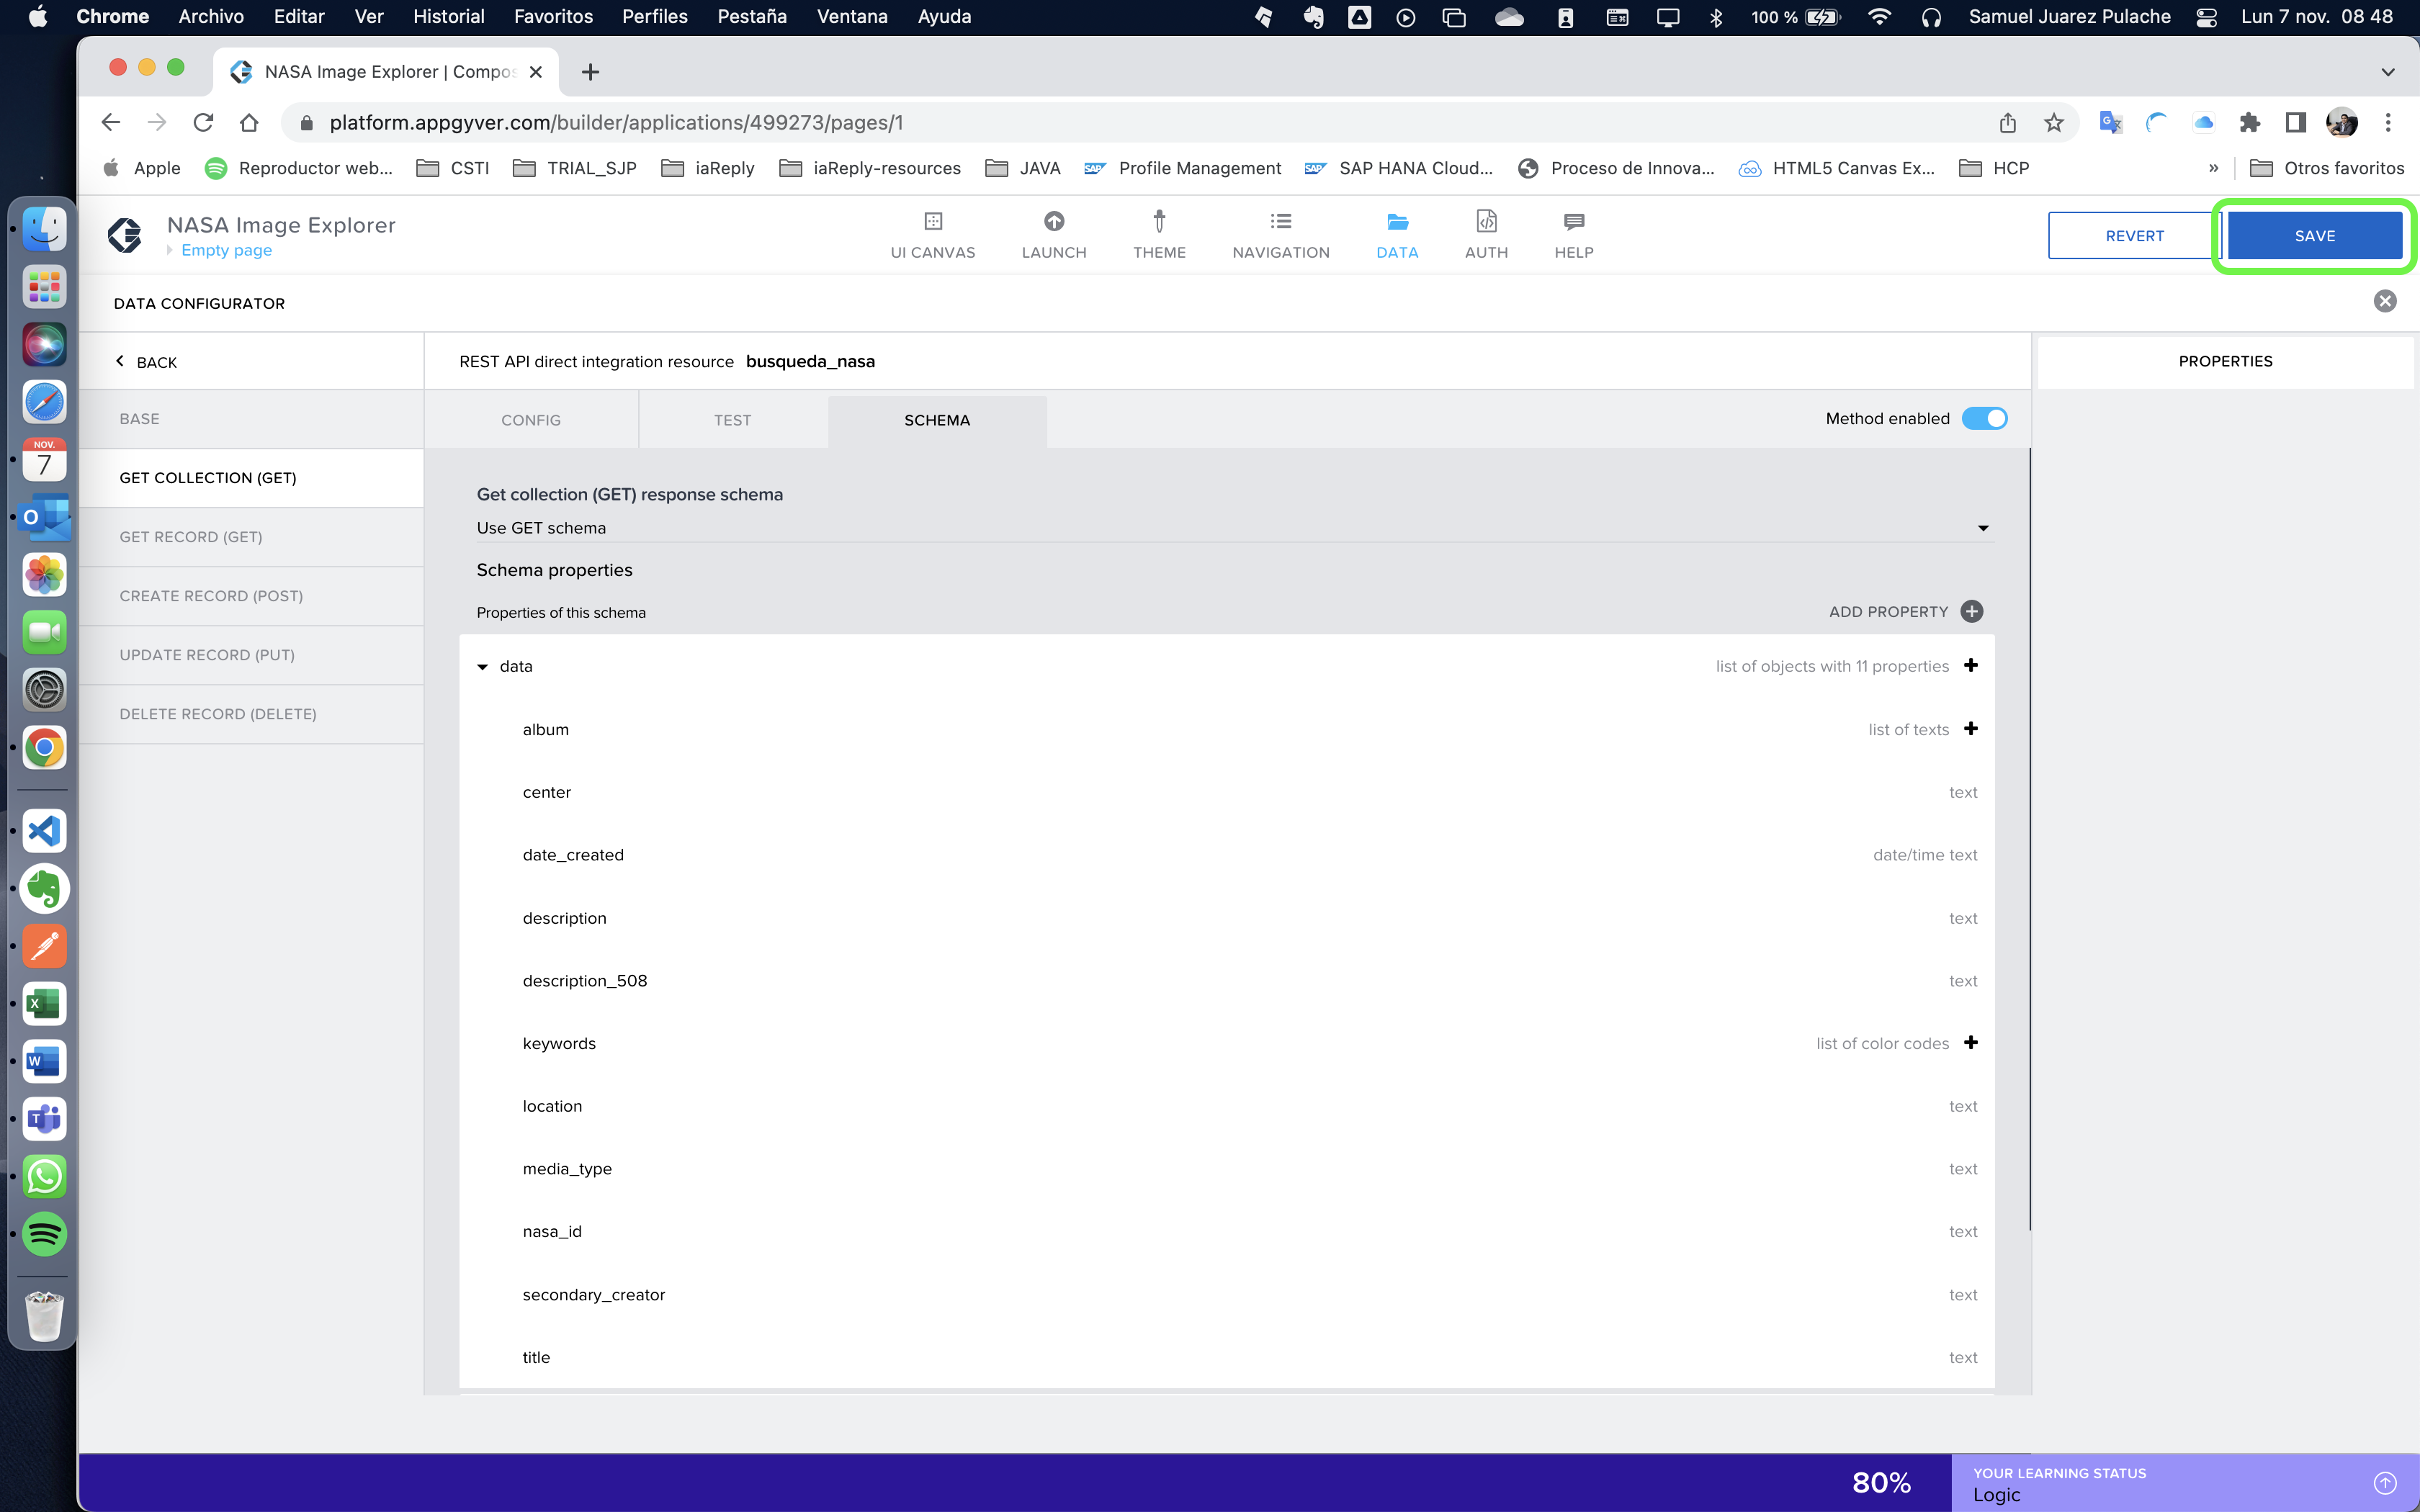 Chrome Archivo Editar Ver Historial Favoritos Perfiles Pestaña Ventana Ayuda 100 % Samuel Juarez Pulache Lun 7 nov. 08 48
NASA Image Explorer | Compos
platform.appgyver.com/builder/applications/499273/pages/1
Apple Reproductor web... CSTI TRIAL_SJP iaReply iaReply-resources JAVA SAP Profile Management SAP SAP HANA Cloud... Proceso de Innova... HTML5 Canvas Ex... HCP » Otros favoritos
NASA Image Explorer
Empty page
UI CANVAS LAUNCH THEME NAVIGATION DATA AUTH HELP
REVERT SAVE
DATA CONFIGURATOR
BACK
REST API direct integration resource busqueda_nasa
PROPERTIES
BASE
GET COLLECTION (GET)
GET RECORD (GET)
CREATE RECORD (POST)
UPDATE RECORD (PUT)
DELETE RECORD (DELETE)
CONFIG TEST SCHEMA Method enabled
Get collection (GET) response schema
Use GET schema
Schema properties
Properties of this schema ADD PROPERTY
data list of objects with 11 properties
album list of texts
center text
date_created date/time text
description text
description_508 text
keywords list of color codes
location text
media_type text
nasa_id text
secondary_creator text
title text
80%
YOUR LEARNING STATUS
Logic
NOV.
7